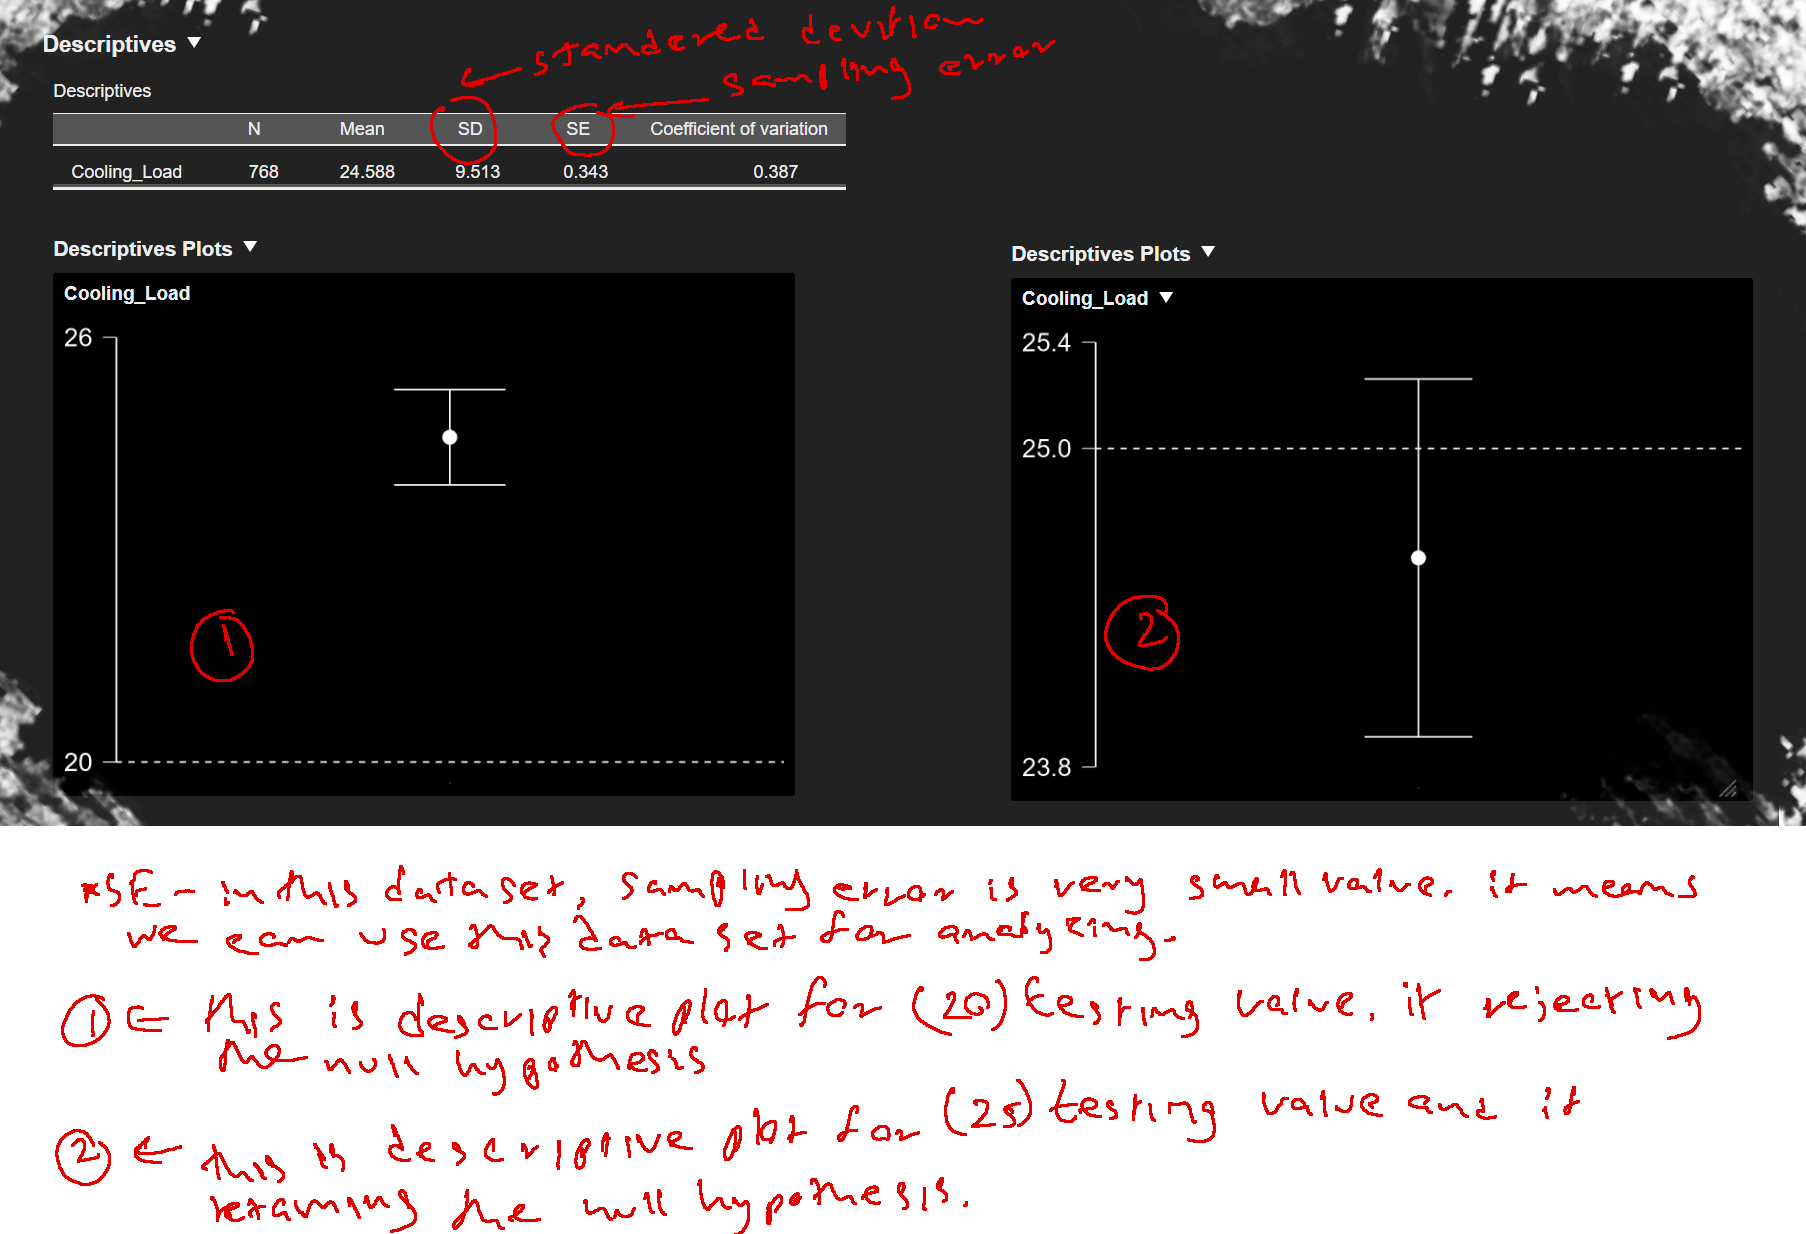 standered devition
sampling error
Descriptives ▼
Descriptives
N Mean SD SE Coefficient of variation
Cooling_Load 768 24.588 9.513 0.343 0.387
Descriptives Plots ▼
Cooling_Load
26
20
1
Descriptives Plots ▼
Cooling_Load ▼
25.4
25.0
23.8
2
*SE - in this dataset, sampling error is very small value. it means
we can use this data set for analyzing.
1 ← this is descriptive plot for (20) testing value, it rejecting
the null hypothesis
2 ← this is descriptive plot for (25) testing value and it
retaining the null hypothesis.